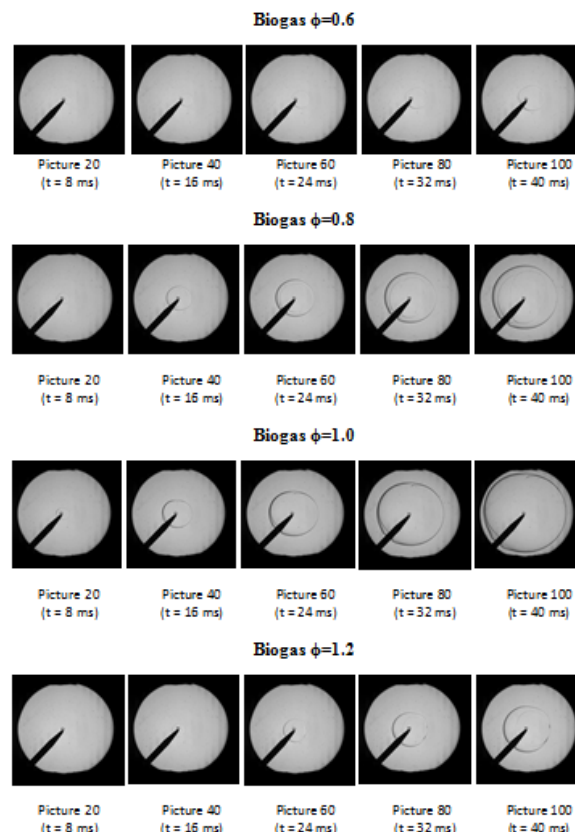 Biogas ϕ=0.6
Picture 20 Picture 40 Picture 60 Picture 80 Picture 100
(t = 8 ms) (t = 16 ms) (t = 24 ms) (t = 32 ms) (t = 40 ms)
Biogas ϕ=0.8
Picture 20 Picture 40 Picture 60 Picture 80 Picture 100
(t = 8 ms) (t = 16 ms) (t = 24 ms) (t = 32 ms) (t = 40 ms)
Biogas ϕ=1.0
Picture 20 Picture 40 Picture 60 Picture 80 Picture 100
(t = 8 ms) (t = 16 ms) (t = 24 ms) (t = 32 ms) (t = 40 ms)
Biogas ϕ=1.2
Picture 20 Picture 40 Picture 60 Picture 80 Picture 100
(t = 8 ms) (t = 16 ms) (t = 24 ms) (t = 32 ms) (t = 40 ms)